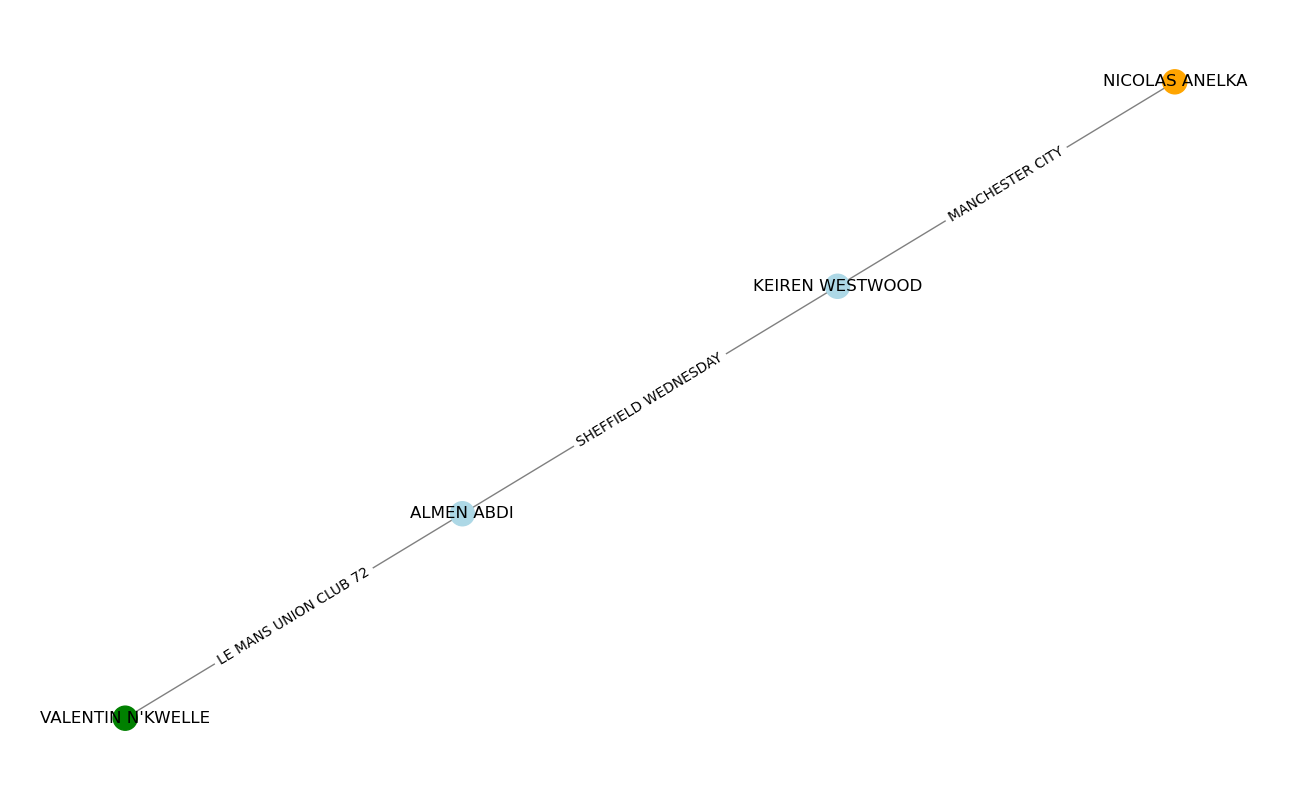 NICOLAS ANELKA
MANCHESTER CITY
KEIREN WESTWOOD
SHEFFIELD WEDNESDAY
ALMEN ABDI
LE MANS UNION CLUB 72
VALENTIN N'KWELLE